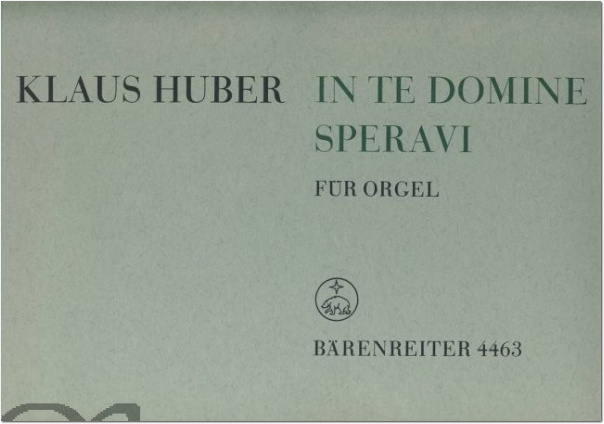 KLAUS HUBER
IN TE DOMINE
SPERAVI
FÜR ORGEL
BÄRENREITER 4463